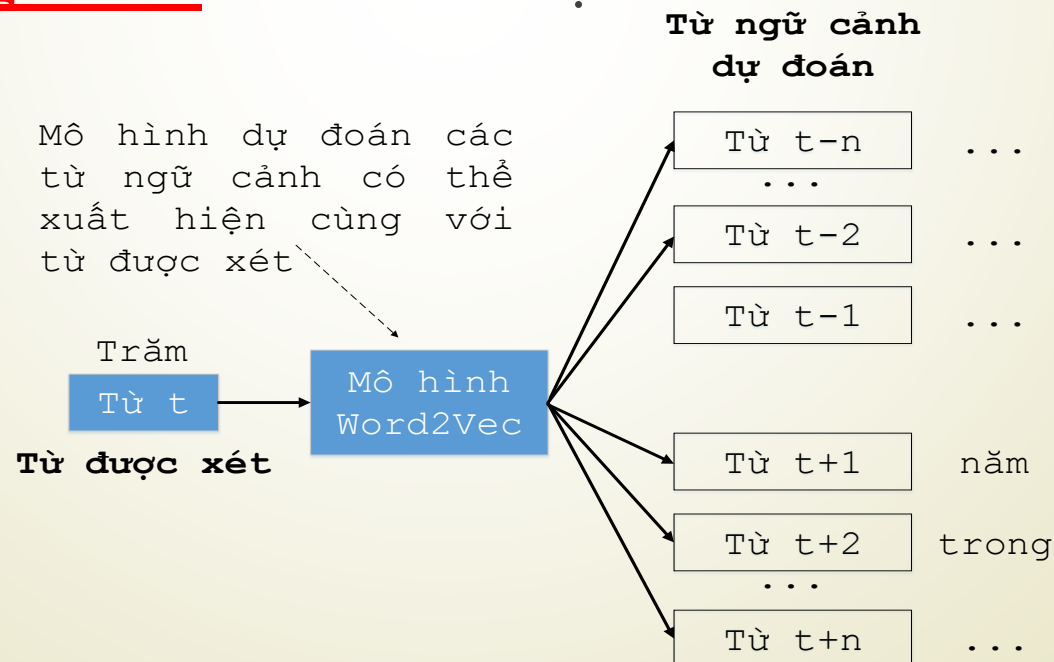 Từ ngữ cảnh
dự đoán
Mô hình dự đoán các
từ ngữ cảnh có thể
xuất hiện cùng với
từ được xét
Trăm
Từ t
Từ được xét
Mô hình
Word2Vec
Từ t-n ...
...
Từ t-2 ...
Từ t-1 ...
Từ t+1 năm
Từ t+2 trong
...
Từ t+n ...